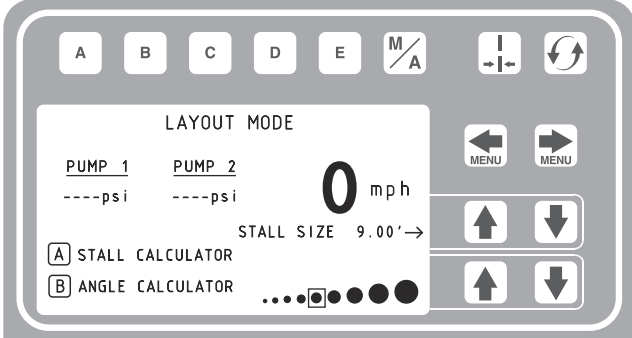 A B C D E M/A
LAYOUT MODE
MENU MENU
PUMP 1 PUMP 2
0 mph
----psi ----psi
STALL SIZE 9.00'→
A STALL CALCULATOR
B ANGLE CALCULATOR